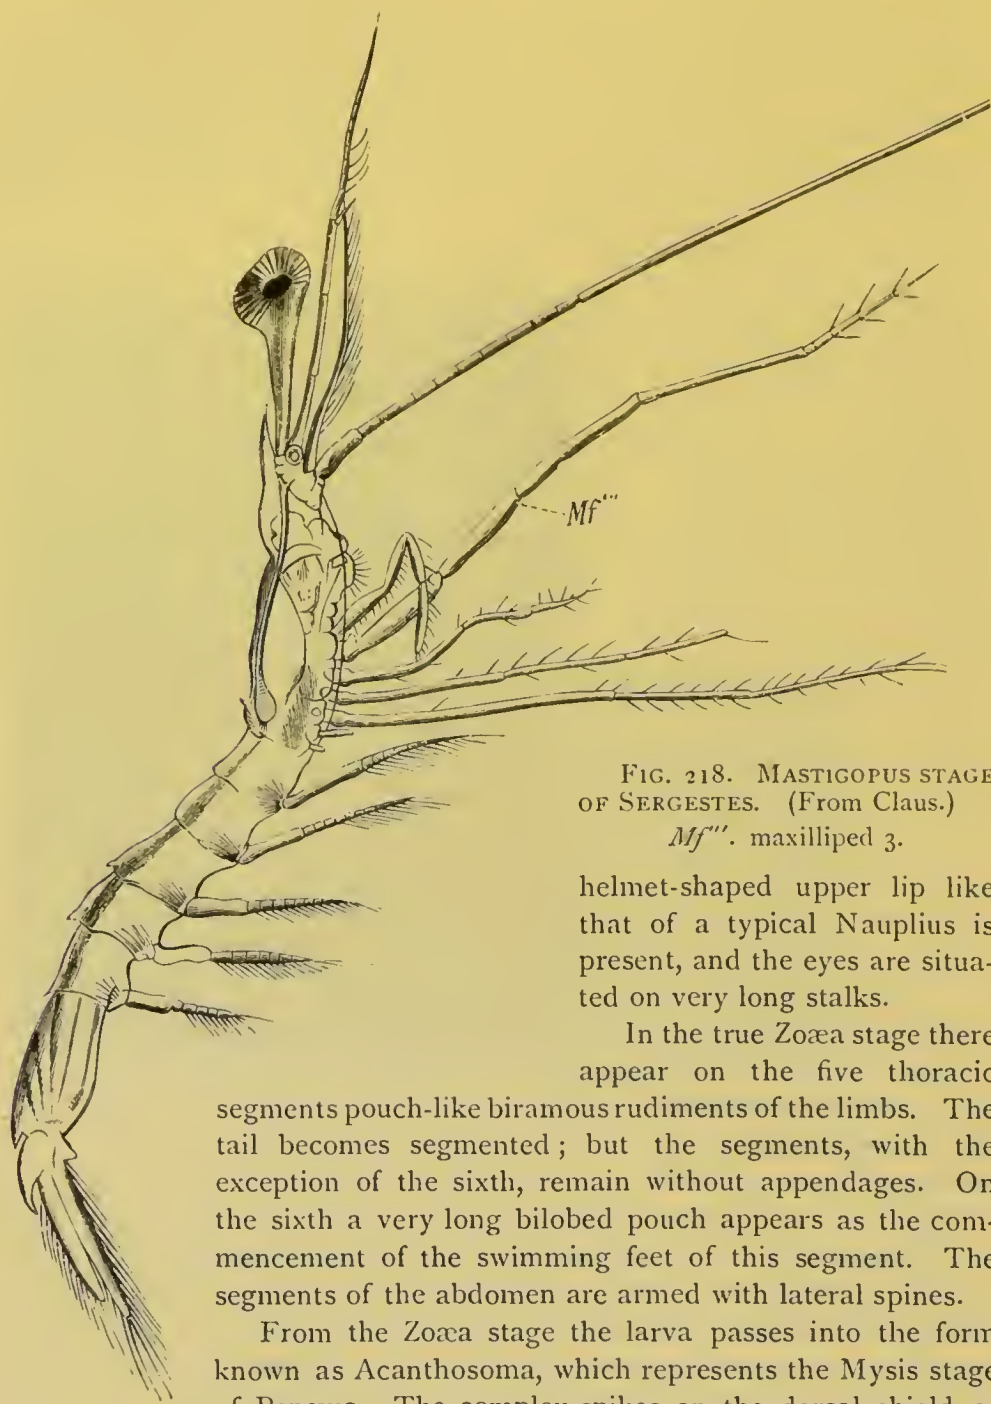 Mf'''
FIG. 218. MASTIGOPUS STAGE
OF SERGESTES. (From Claus.)
Mf'''. maxilliped 3.
helmet-shaped upper lip like
that of a typical Nauplius is
present, and the eyes are situa-
ted on very long stalks.
In the true Zoæa stage there
appear on the five thoracic
segments pouch-like biramous rudiments of the limbs. The
tail becomes segmented; but the segments, with the
exception of the sixth, remain without appendages. On
the sixth a very long bilobed pouch appears as the com-
mencement of the swimming feet of this segment. The
segments of the abdomen are armed with lateral spines.
From the Zoæa stage the larva passes into the form
known as Acanthosoma, which represents the Mysis stage